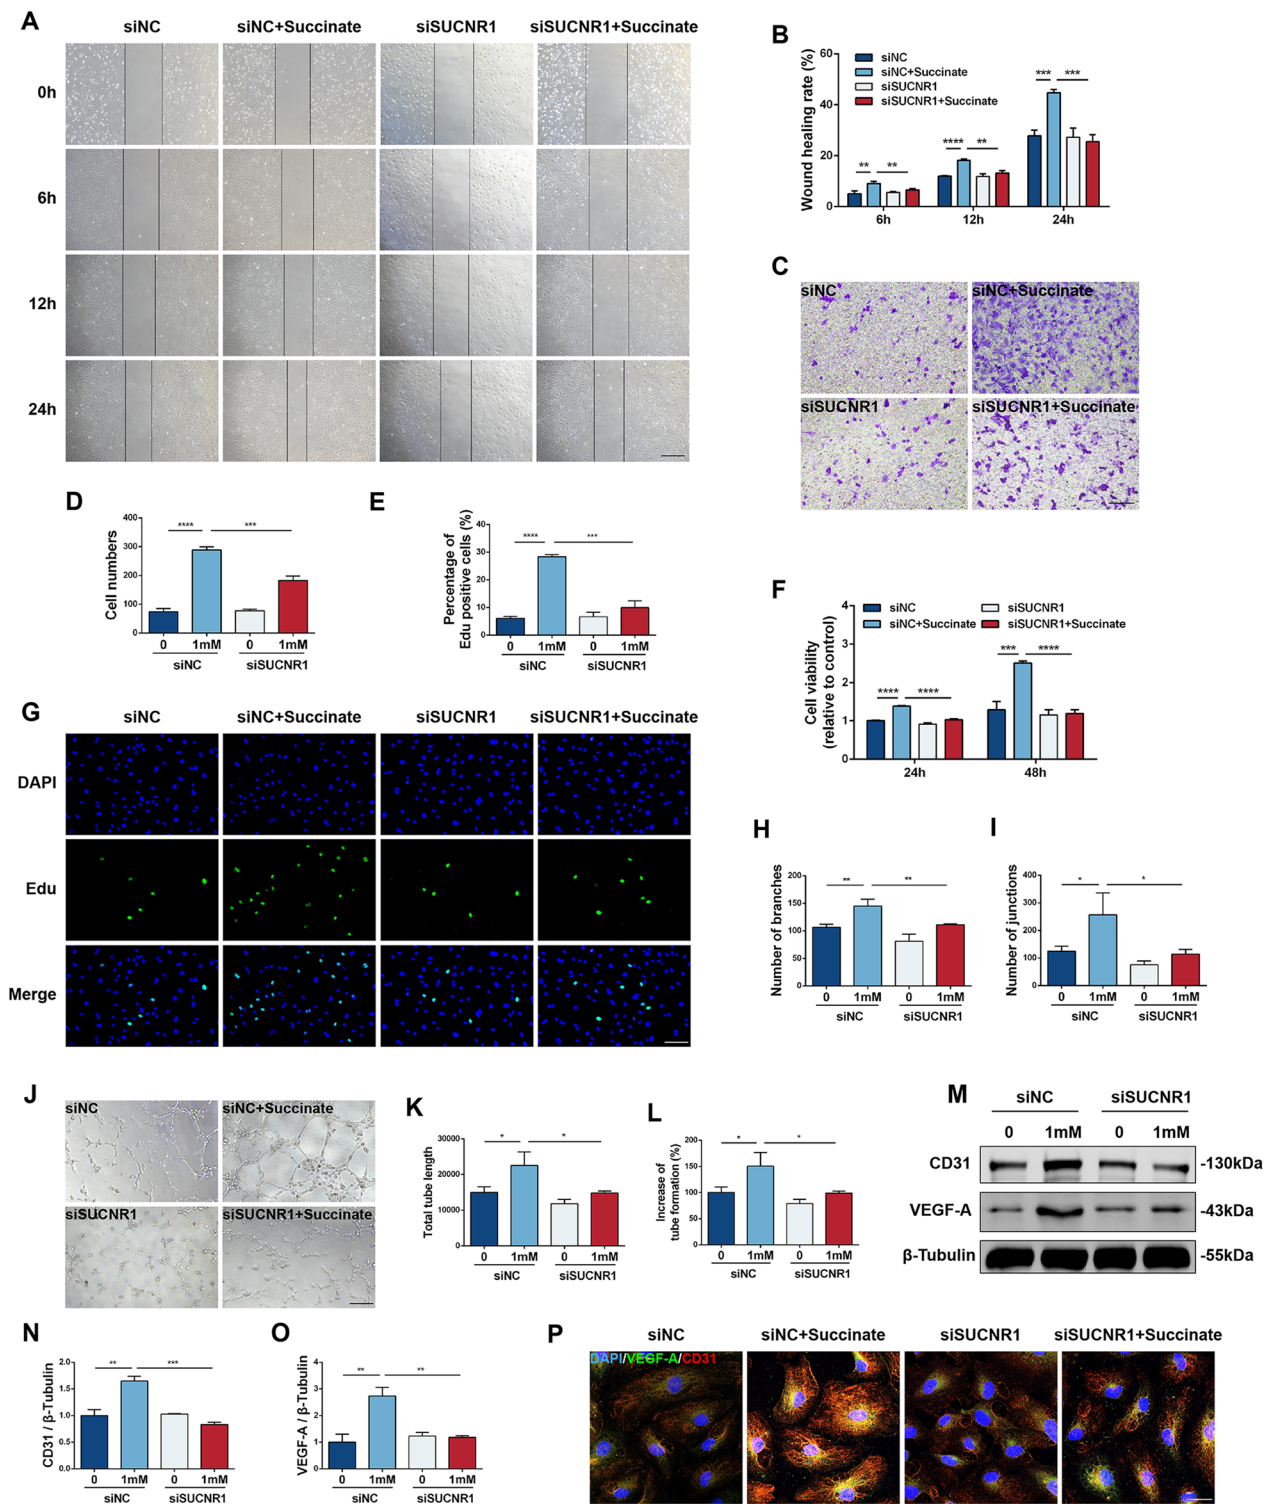 A
siNC siNC+Succinate siSUCNR1 siSUCNR1+Succinate
0h
6h
12h
24h
B
Wound healing rate (%)
60
40
20
0
siNC
siNC+Succinate
siSUCNR1
siSUCNR1+Succinate
** **
**** **
*** ***
6h 12h 24h
C
siNC
siNC+Succinate
siSUCNR1
siSUCNR1+Succinate
D
Cell numbers
400
300
200
100
0
**** ***
0 1mM 0 1mM
siNC siSUCNR1
E
Percentage of
Edu positive cells (%)
40
30
20
10
0
**** ***
0 1mM 0 1mM
siNC siSUCNR1
F
Cell viability
(relative to control)
4
3
2
1
0
siNC
siNC+Succinate
siSUCNR1
siSUCNR1+Succinate
**** ****
*** ****
24h 48h
G
siNC siNC+Succinate siSUCNR1 siSUCNR1+Succinate
DAPI
Edu
Merge
H
Number of branches
200
150
100
50
0
** **
0 1mM 0 1mM
siNC siSUCNR1
I
Number of junctions
400
300
200
100
0
* *
0 1mM 0 1mM
siNC siSUCNR1
J
siNC
siNC+Succinate
siSUCNR1
siSUCNR1+Succinate
K
Total tube length
30000
20000
10000
0
* *
0 1mM 0 1mM
siNC siSUCNR1
L
Increase of
tube formation (%)
200
150
100
50
0
* *
0 1mM 0 1mM
siNC siSUCNR1
M
siNC siSUCNR1
0 1mM 0 1mM
CD31 -130kDa
VEGF-A -43kDa
β-Tubulin -55kDa
N
CD31 / β-Tubulin
2.0
1.5
1.0
0.5
0.0
** ***
0 1mM 0 1mM
siNC siSUCNR1
O
VEGF-A / β-Tubulin
4
3
2
1
0
** **
0 1mM 0 1mM
siNC siSUCNR1
P
siNC siNC+Succinate siSUCNR1 siSUCNR1+Succinate
DAPI/VEGF-A/CD31